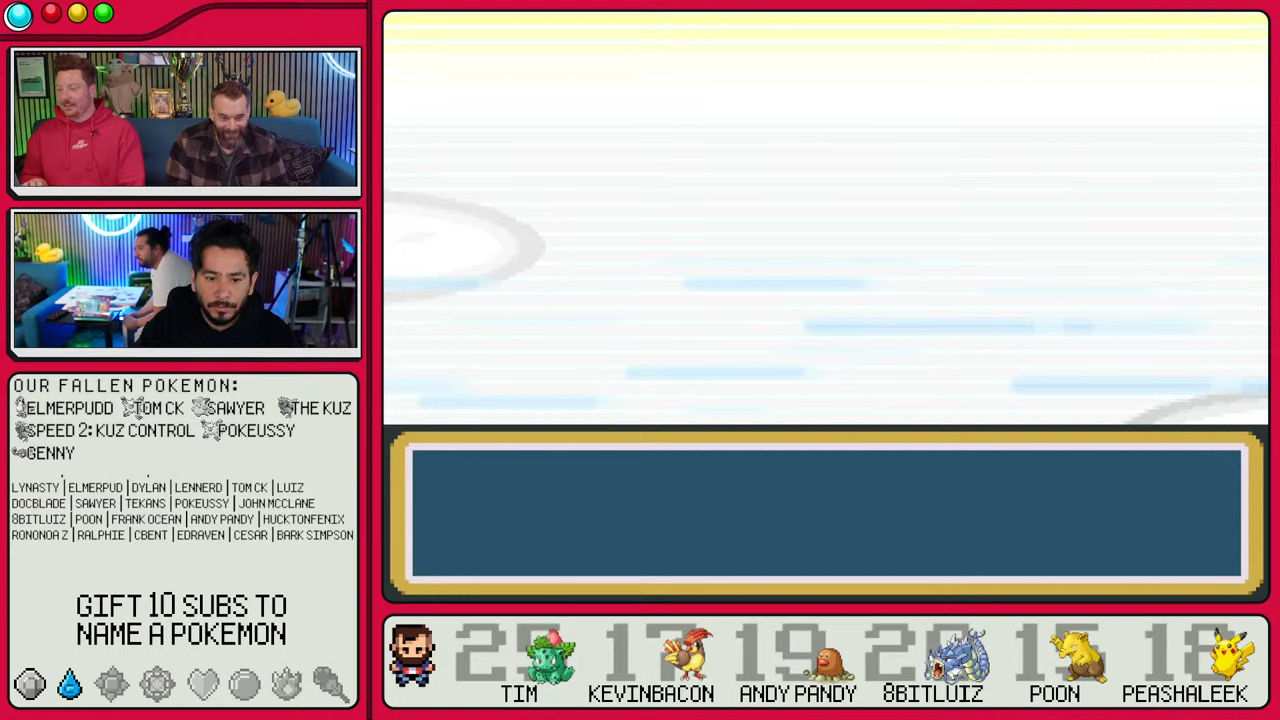 OUR FALLEN POKEMON:
ELMERPUDD TOM CK SAWYER THE KUZ
SPEED 2: KUZ CONTROL POKEUSSY
GENNY
LYNASTY | ELMERPUD | DYLAN | LENNERD | TOM CK | LUIZ
DOCBLADE | SAWYER | TEKANS | POKEUSSY | JOHN MCCLANE
8BITLUIZ | POON | FRANK OCEAN | ANDY PANDY | HUCKTONFENIX
RONONOA Z | RALPHIE | CBENT | EDRAVEN | CESAR | BARK SIMPSON
GIFT 10 SUBS TO
NAME A POKEMON
25 17 19 20 15 18
TIM KEVINBACON ANDY PANDY 8BITLUIZ POON PEASHALEEK